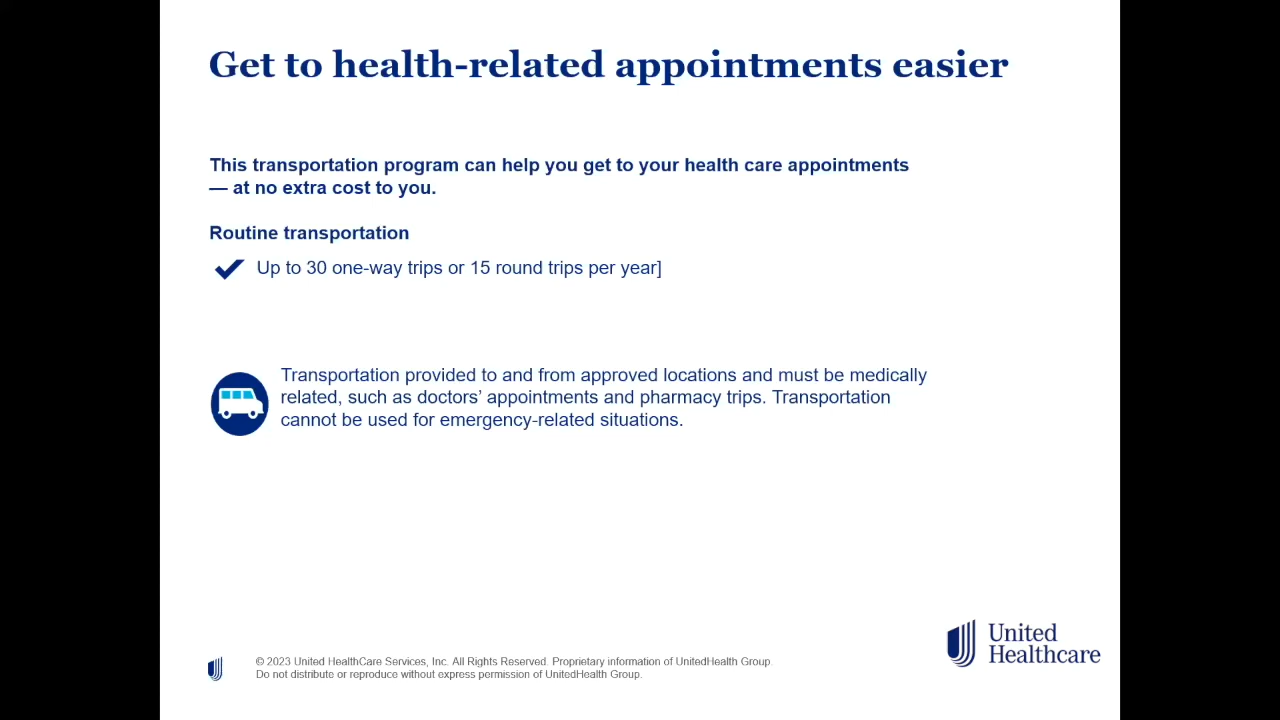 Get to health-related appointments easier
This transportation program can help you get to your health care appointments
— at no extra cost to you.
Routine transportation
Up to 30 one-way trips or 15 round trips per year]
Transportation provided to and from approved locations and must be medically
related, such as doctors’ appointments and pharmacy trips. Transportation
cannot be used for emergency-related situations.
United
Healthcare
© 2023 United HealthCare Services, Inc. All Rights Reserved. Proprietary information of UnitedHealth Group.
Do not distribute or reproduce without express permission of UnitedHealth Group.